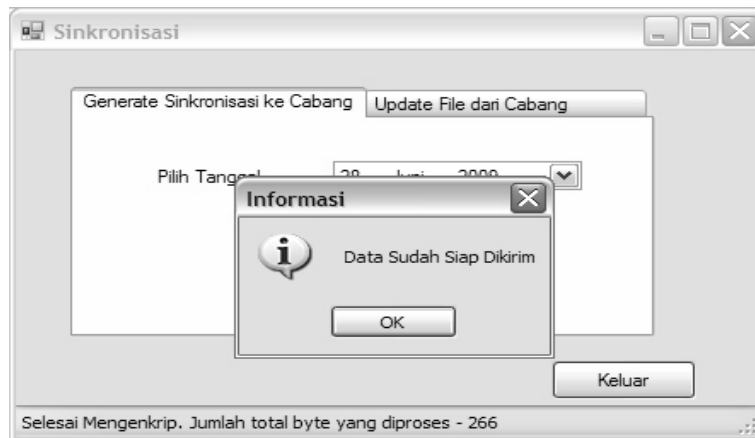 Sinkronisasi
Generate Sinkronisasi ke Cabang
Update File dari Cabang
Pilih
Informasi
Data Sudah Siap Dikirim
OK
Keluar
Selesai Mengenkrip. Jumlah total byte yang diproses - 266